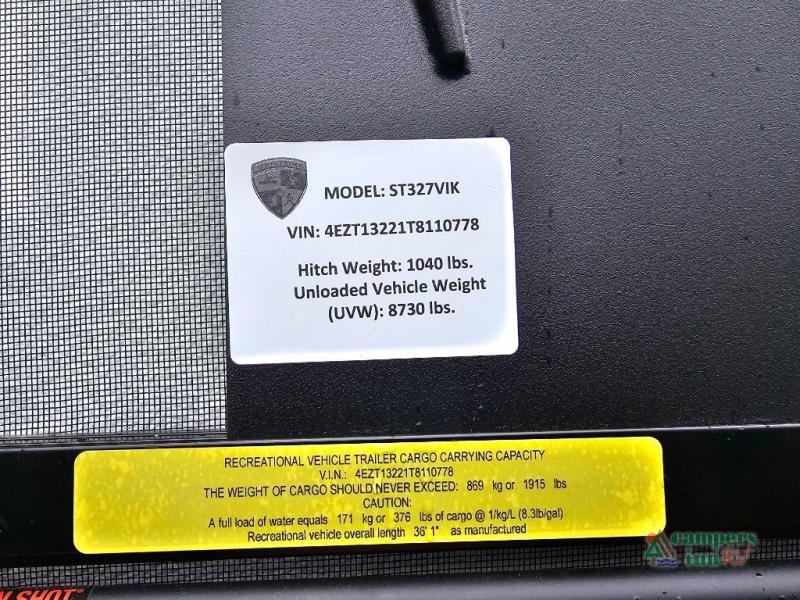 MODEL: ST327VIK
VIN: 4EZT13221T8110778
Hitch Weight: 1040 lbs.
Unloaded Vehicle Weight
(UVW): 8730 lbs.
RECREATIONAL VEHICLE TRAILER CARGO CARRYING CAPACITY
V.I.N.: 4EZT13221T8110778
THE WEIGHT OF CARGO SHOULD NEVER EXCEED: 869 kg or 1915 lbs
CAUTION:
A full load of water equals 171 kg or 376 lbs of cargo @ 1/kg/L (8.3lb/gal)
Recreational vehicle overall length 36' 1" as manufactured
campers
inn RV
SHOT